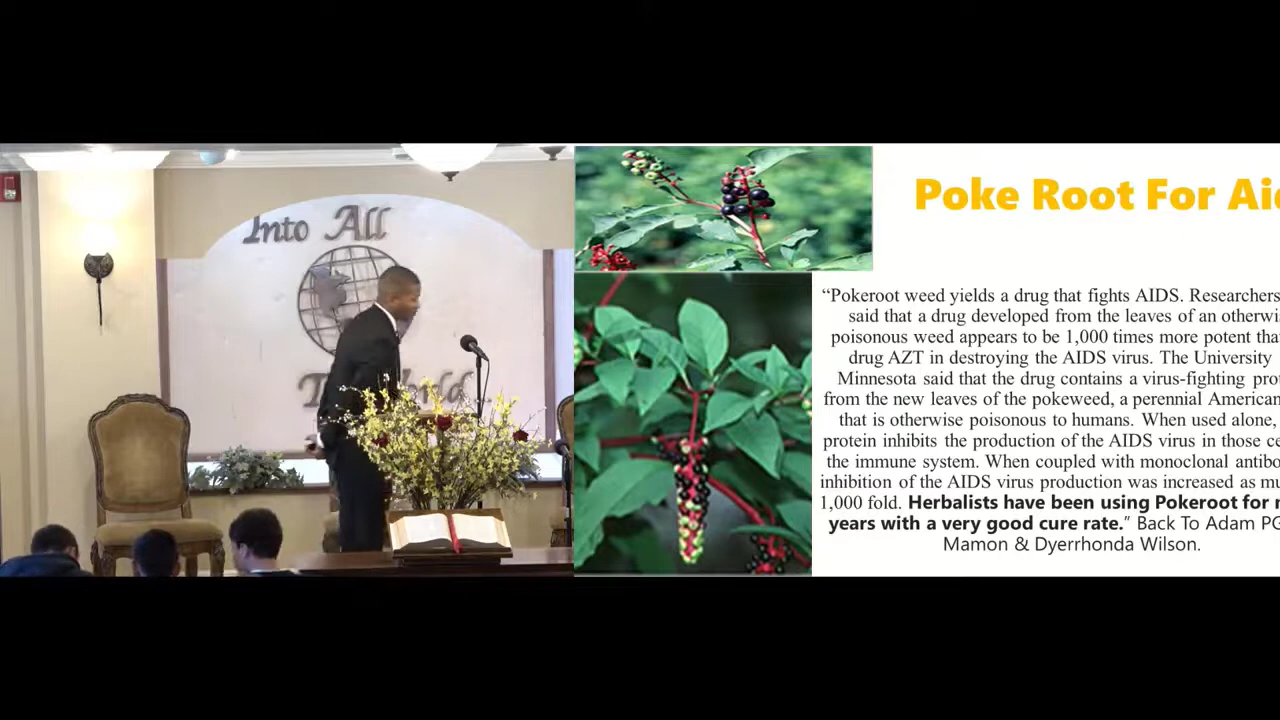 Into All
The World
Poke Root For Aid
“Pokeroot weed yields a drug that fights AIDS. Researchers
said that a drug developed from the leaves of an otherwi
poisonous weed appears to be 1,000 times more potent tha
drug AZT in destroying the AIDS virus. The University
Minnesota said that the drug contains a virus-fighting prot
from the new leaves of the pokeweed, a perennial American
that is otherwise poisonous to humans. When used alone,
protein inhibits the production of the AIDS virus in those ce
the immune system. When coupled with monoclonal antibo
inhibition of the AIDS virus production was increased as mu
1,000 fold. Herbalists have been using Pokeroot for m
years with a very good cure rate.” Back To Adam PG
Mamon & Dyerrhonda Wilson.